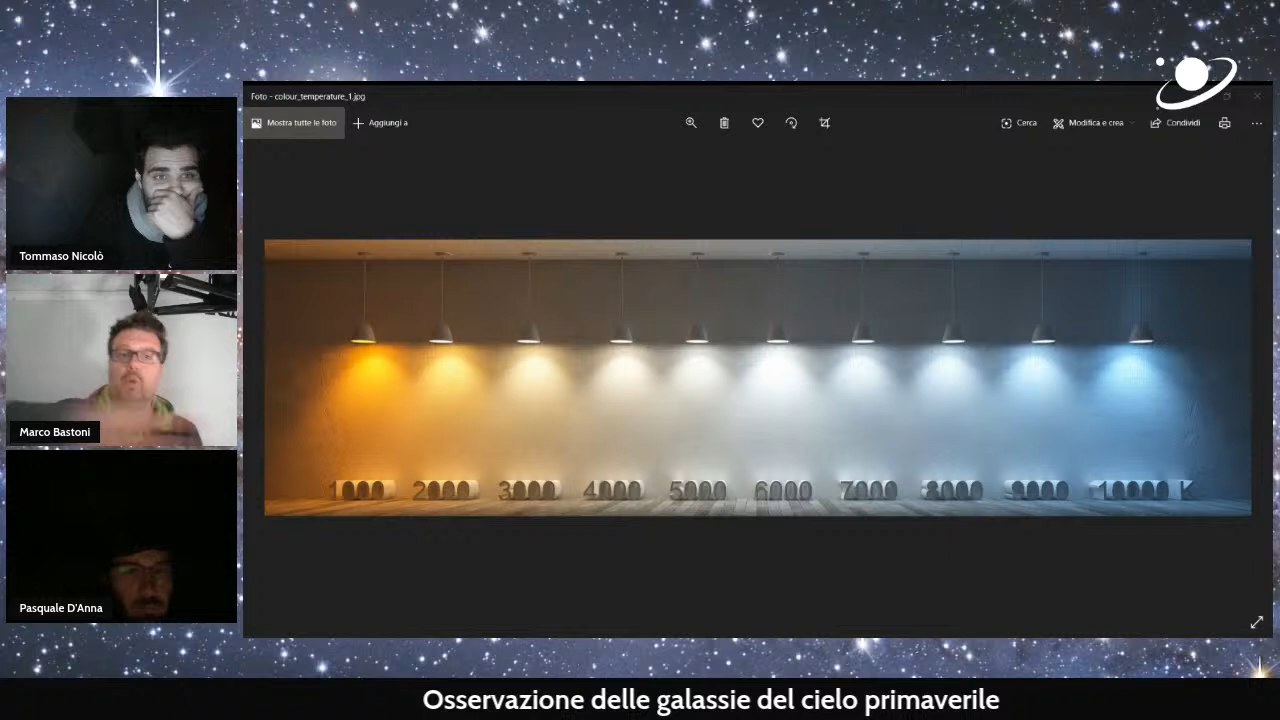 Foto - colour_temperature_1.jpg
Mostra tutte le foto
Aggiungi a
Cerca
Modifica e crea
Condividi
Tommaso Nicolò
Marco Bastoni
Pasquale D'Anna
1000 2000 3000 4000 5000 6000 7000 8000 9000 10000 K
Osservazione delle galassie del cielo primaverile